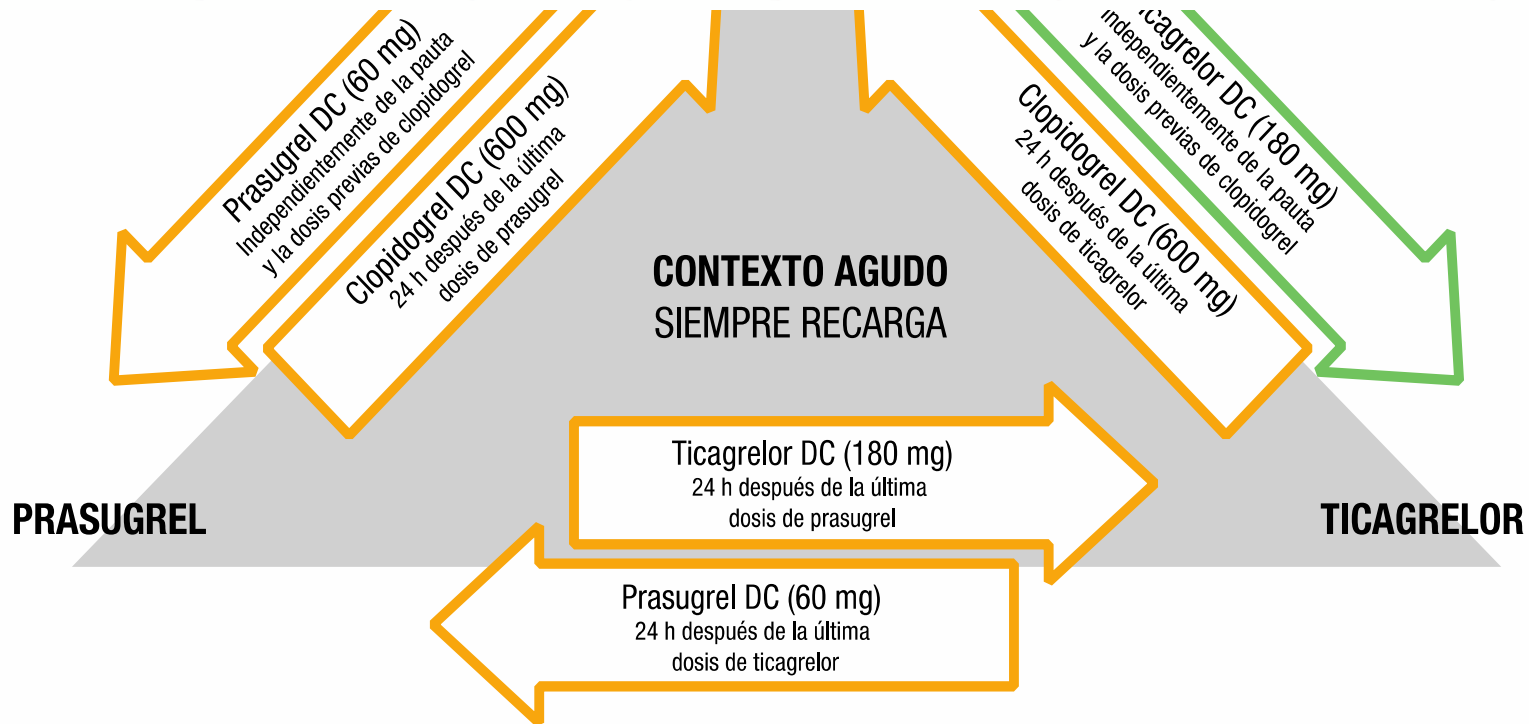 Prasugrel DC (60 mg)
Independientemente de la pauta
y la dosis previas de clopidogrel
Clopidogrel DC (600 mg)
24 h después de la última
dosis de prasugrel
Ticagrelor DC (180 mg)
Independientemente de la pauta
y la dosis previas de clopidogrel
Clopidogrel DC (600 mg)
24 h después de la última
dosis de ticagrelor
CONTEXTO AGUDO
SIEMPRE RECARGA
Ticagrelor DC (180 mg)
24 h después de la última
dosis de prasugrel
PRASUGREL
TICAGRELOR
Prasugrel DC (60 mg)
24 h después de la última
dosis de ticagrelor